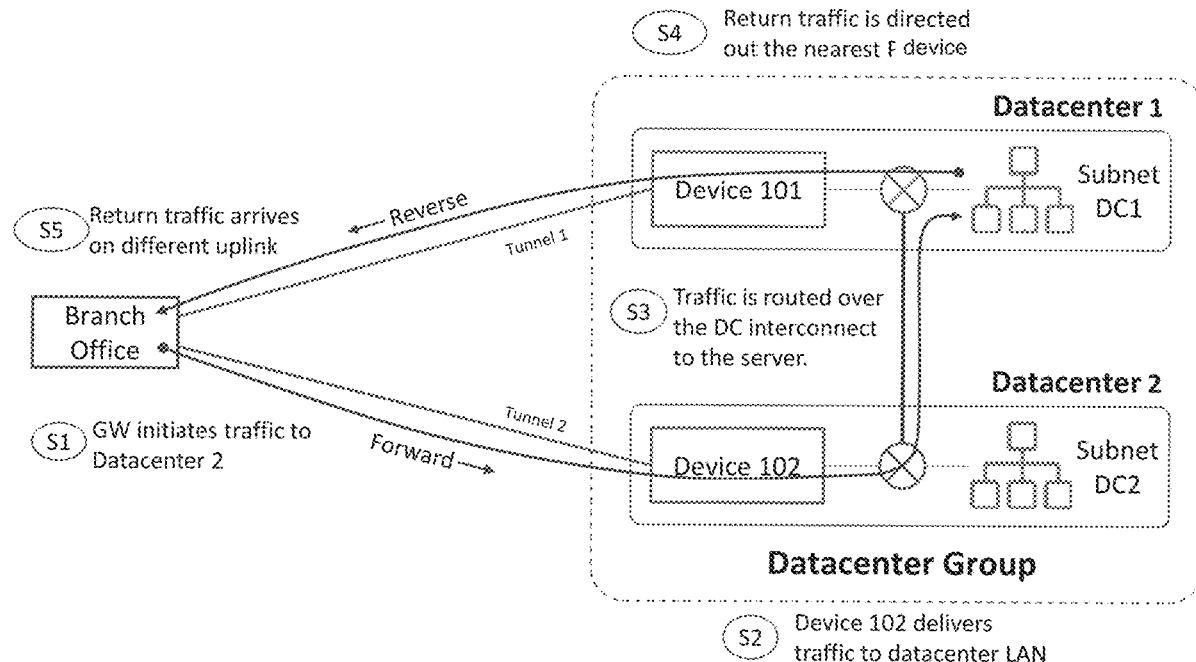 S4
Return traffic is directed
out the nearest F device
Datacenter 1
Device 101
Subnet
DC1
Reverse
S5
Return traffic arrives
on different uplink
Tunnel 1
S3
Traffic is routed over
the DC interconnect
to the server.
Branch
Office
Datacenter 2
Tunnel 2
S1
GW initiates traffic to
Datacenter 2
Forward
Device 102
Subnet
DC2
Datacenter Group
S2
Device 102 delivers
traffic to datacenter LAN